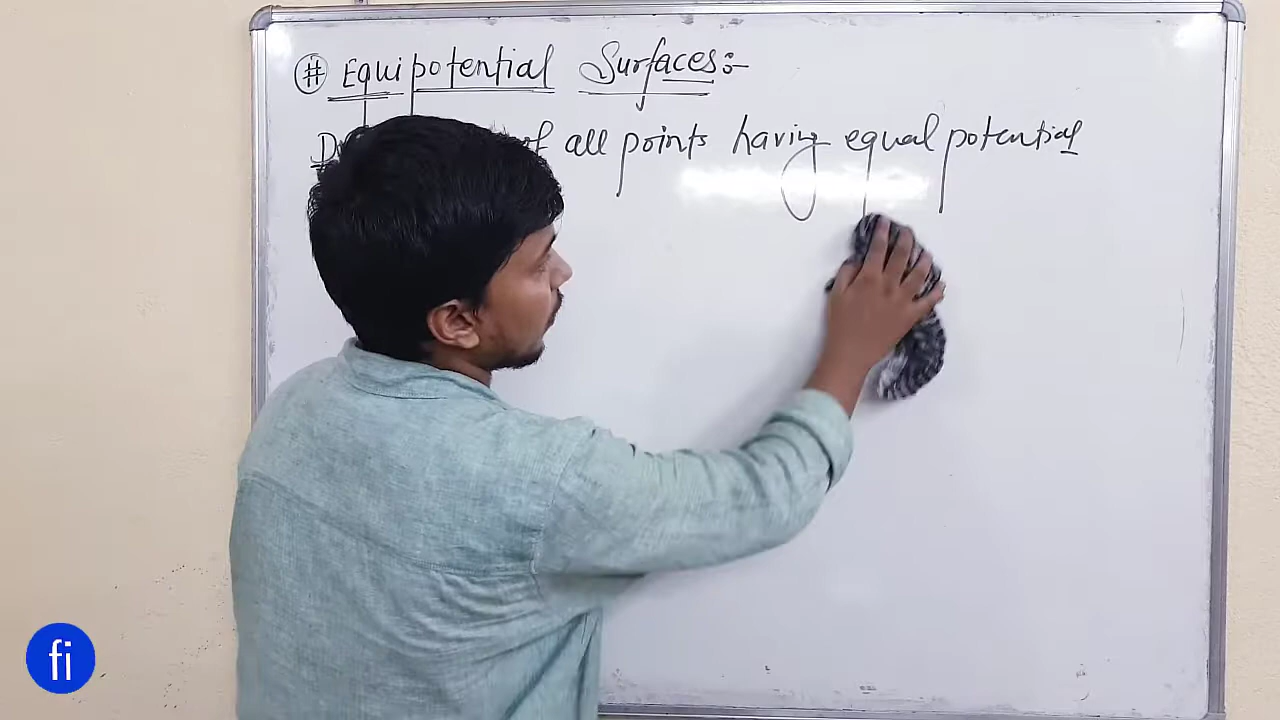 # Equipotential Surfaces:-
of all points having equal potential
fi